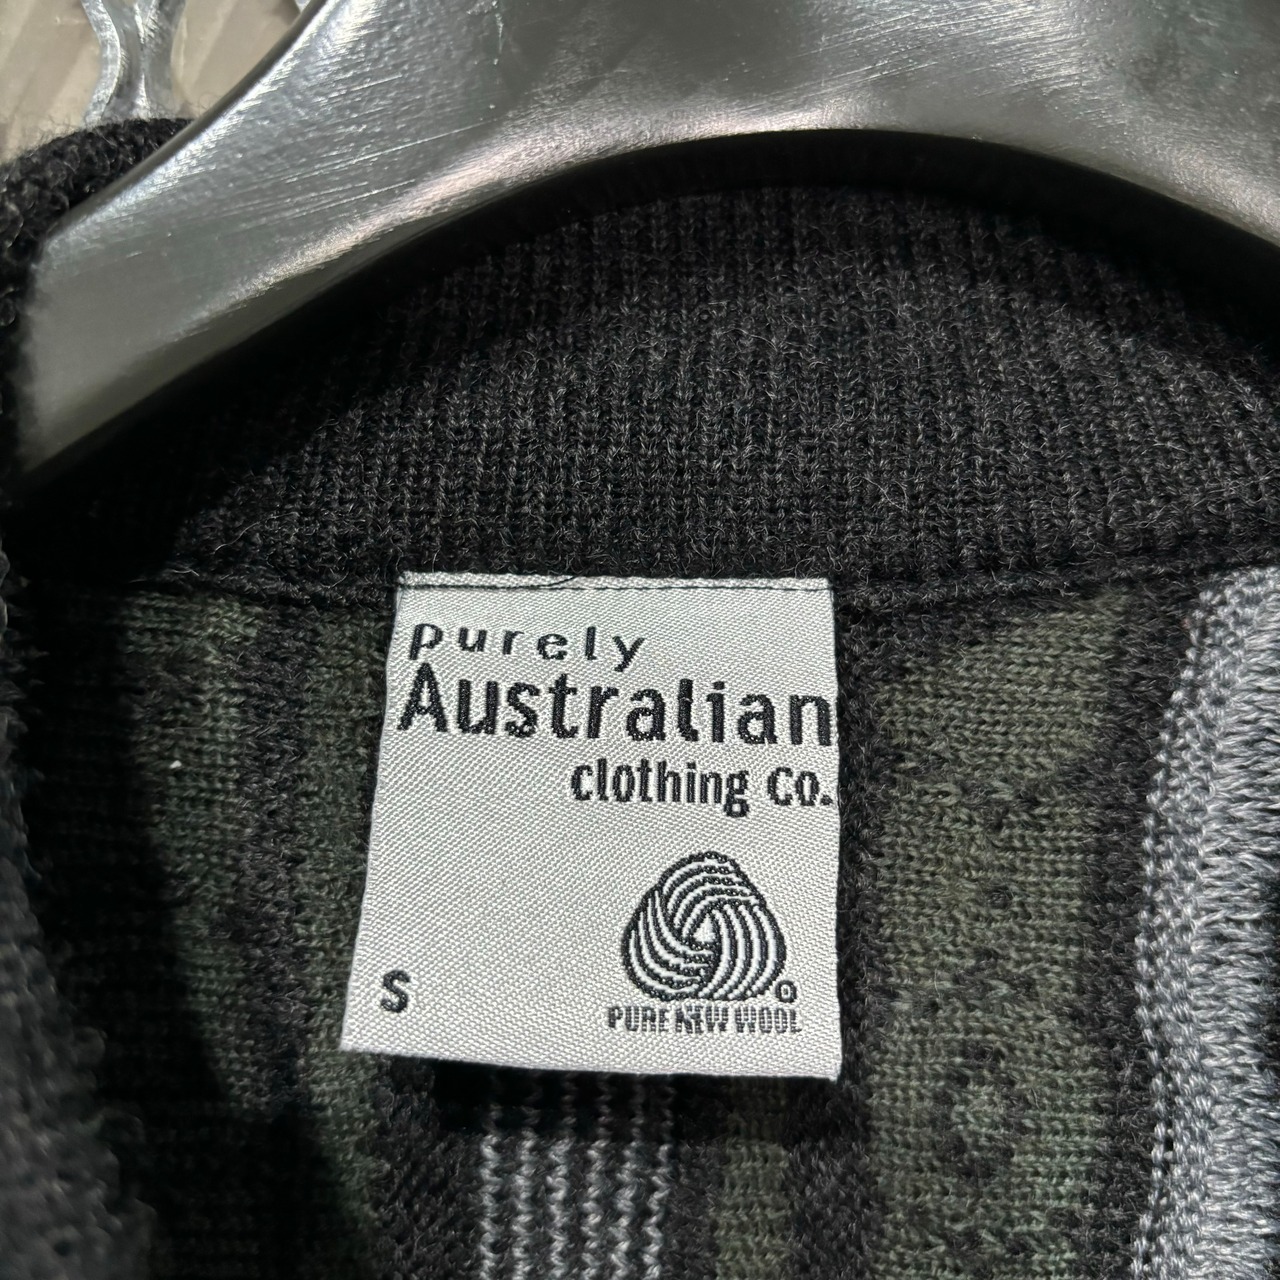 purely
Australian
clothing co.
S
PURE NEW WOOL